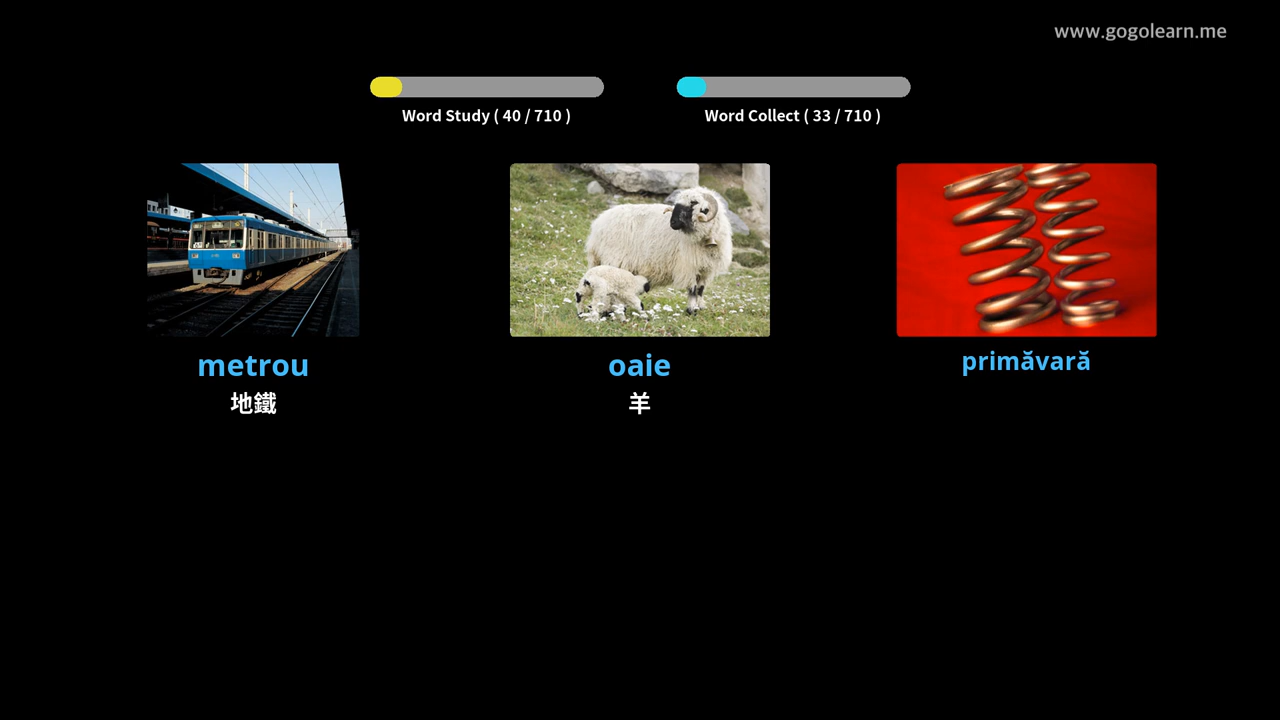 www.gogolearn.me
Word Study ( 40 / 710 )
Word Collect ( 33 / 710 )
metrou
地鐵
oaie
羊
primăvară